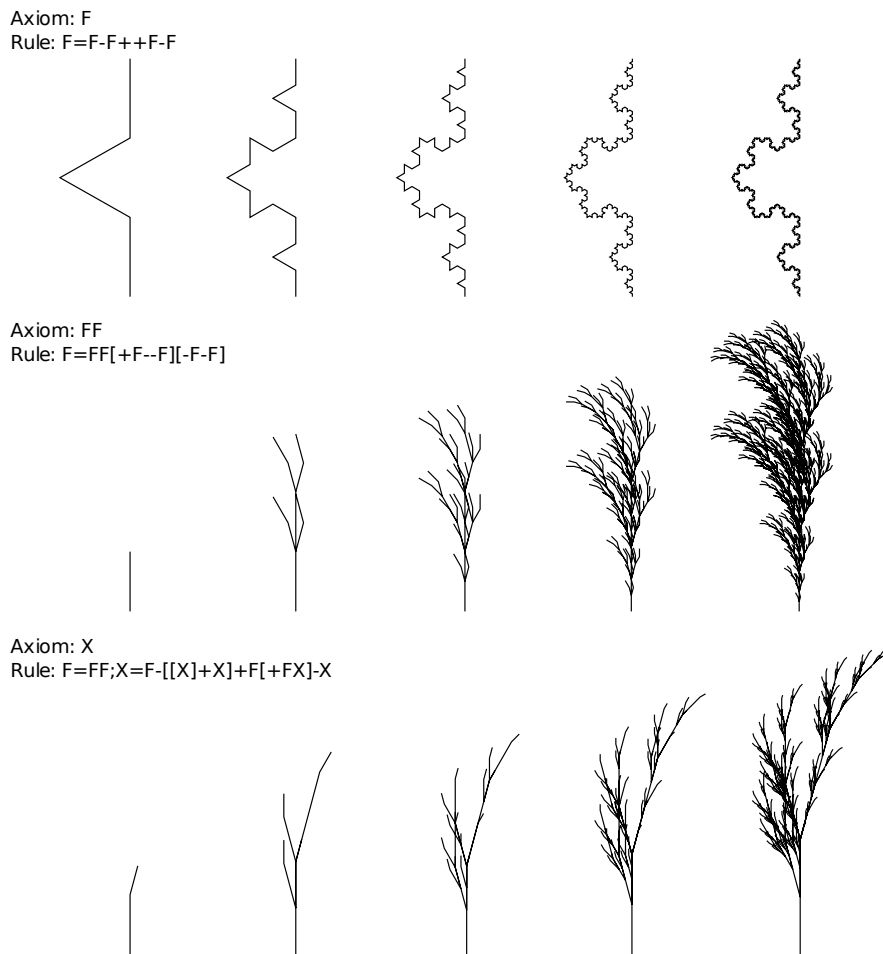 Axiom: F
Rule: F=F-F++F-F
Axiom: FF
Rule: F=FF[+F--F][-F-F]
Axiom: X
Rule: F=FF;X=F-[[X]+X]+F[+FX]-X